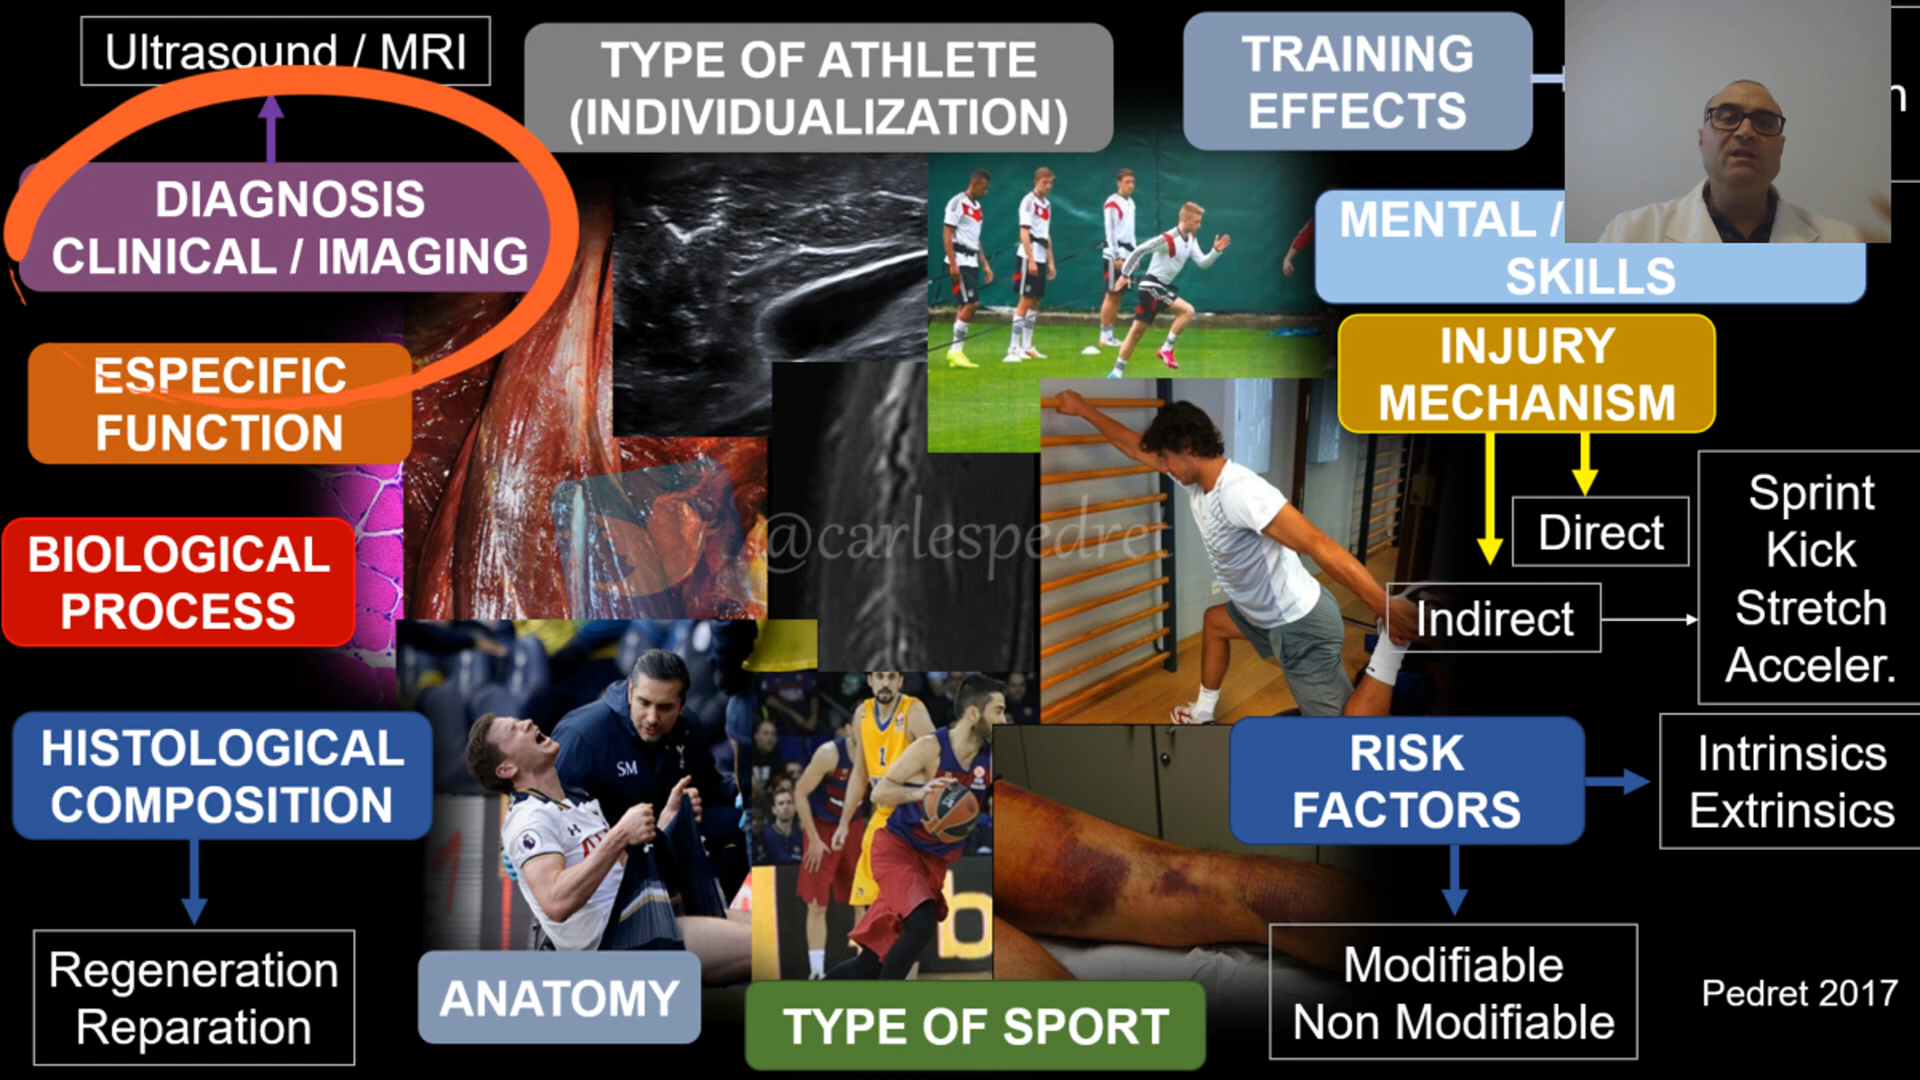 Ultrasound / MRI
TYPE OF ATHLETE
(INDIVIDUALIZATION)
TRAINING
EFFECTS
DIAGNOSIS
CLINICAL / IMAGING
MENTAL /
SKILLS
ESPECIFIC
FUNCTION
INJURY
MECHANISM
Direct
Indirect
Sprint
Kick
Stretch
Acceler.
BIOLOGICAL
PROCESS
@carlespedret
HISTOLOGICAL
COMPOSITION
SM
1
RISK
FACTORS
Intrinsics
Extrinsics
Regeneration
Reparation
ANATOMY
TYPE OF SPORT
Modifiable
Non Modifiable
Pedret 2017